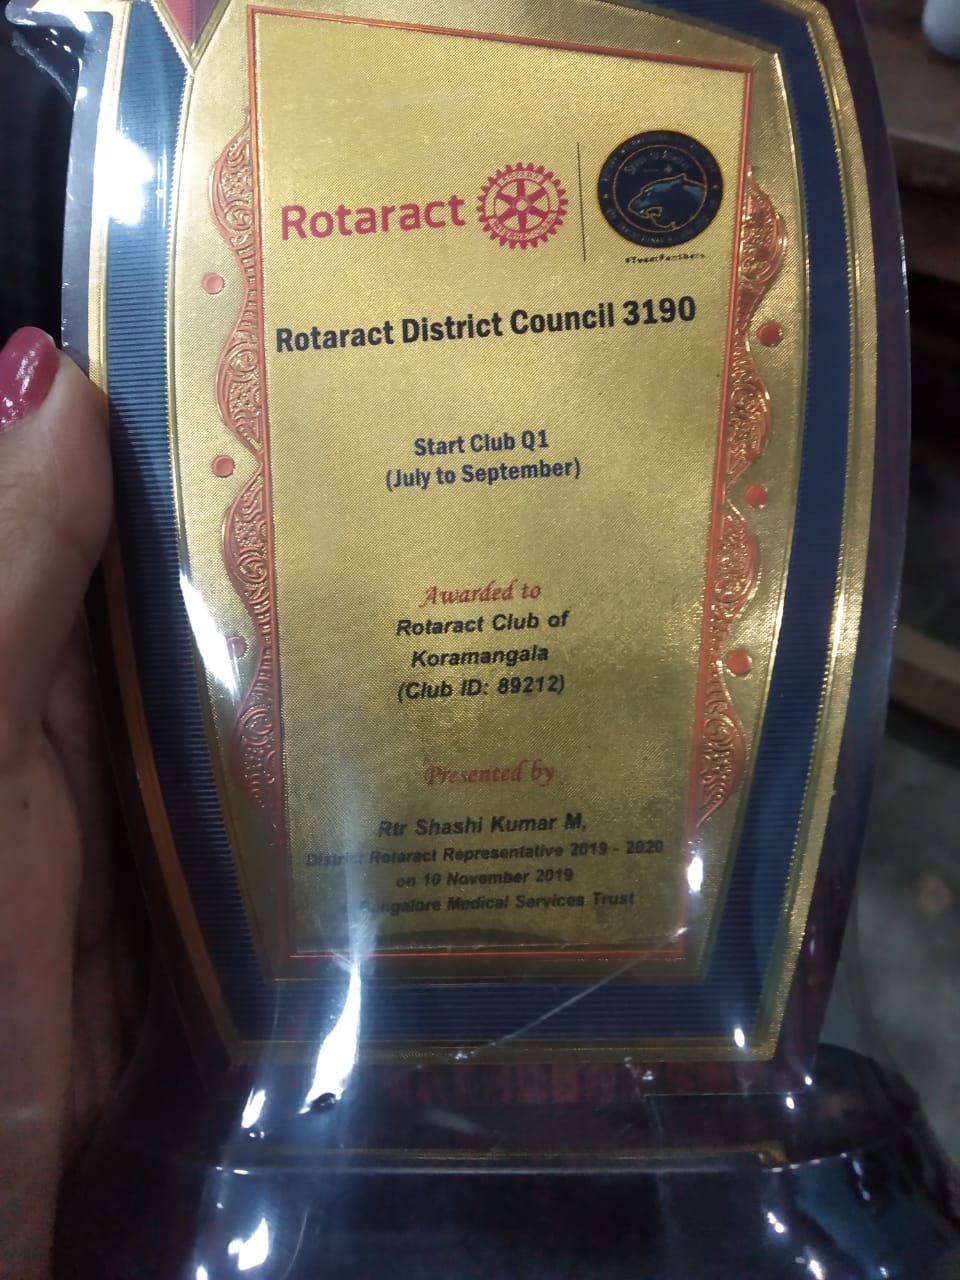 Rotaract
ROTARY
INTERNATIONAL
Rotaract District Council 3190
Start Club Q1
(July to September)
Awarded to
Rotaract Club of
Koramangala
(Club ID: 89212)
Presented by
Rtr Shashi Kumar M,
District Rotaract Representative 2019 - 2020
on 10 November 2019
Bangalore Medical Services Trust